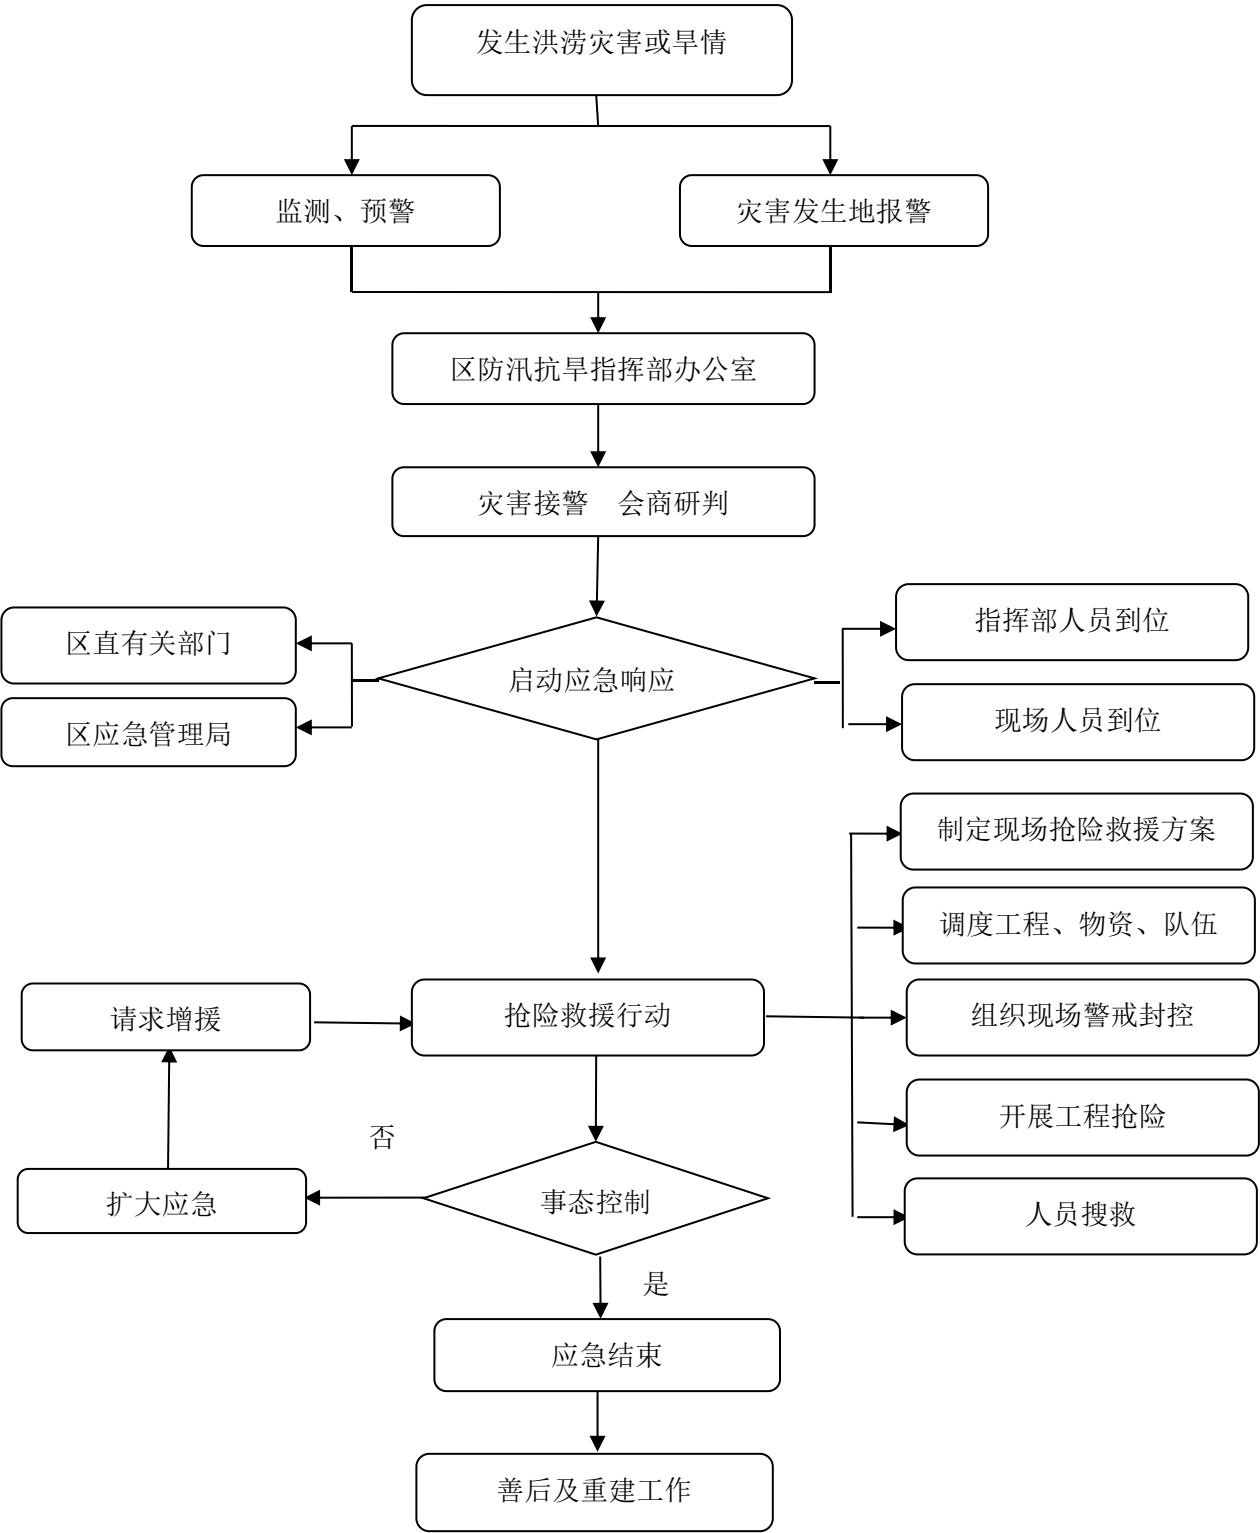 发生洪涝灾害或旱情
监测、预警
灾害发生地报警
区防汛抗旱指挥部办公室
灾害接警　会商研判
区直有关部门
区应急管理局
启动应急响应
指挥部人员到位
现场人员到位
制定现场抢险救援方案
调度工程、物资、队伍
请求增援
抢险救援行动
组织现场警戒封控
开展工程抢险
否
扩大应急
事态控制
人员搜救
是
应急结束
善后及重建工作